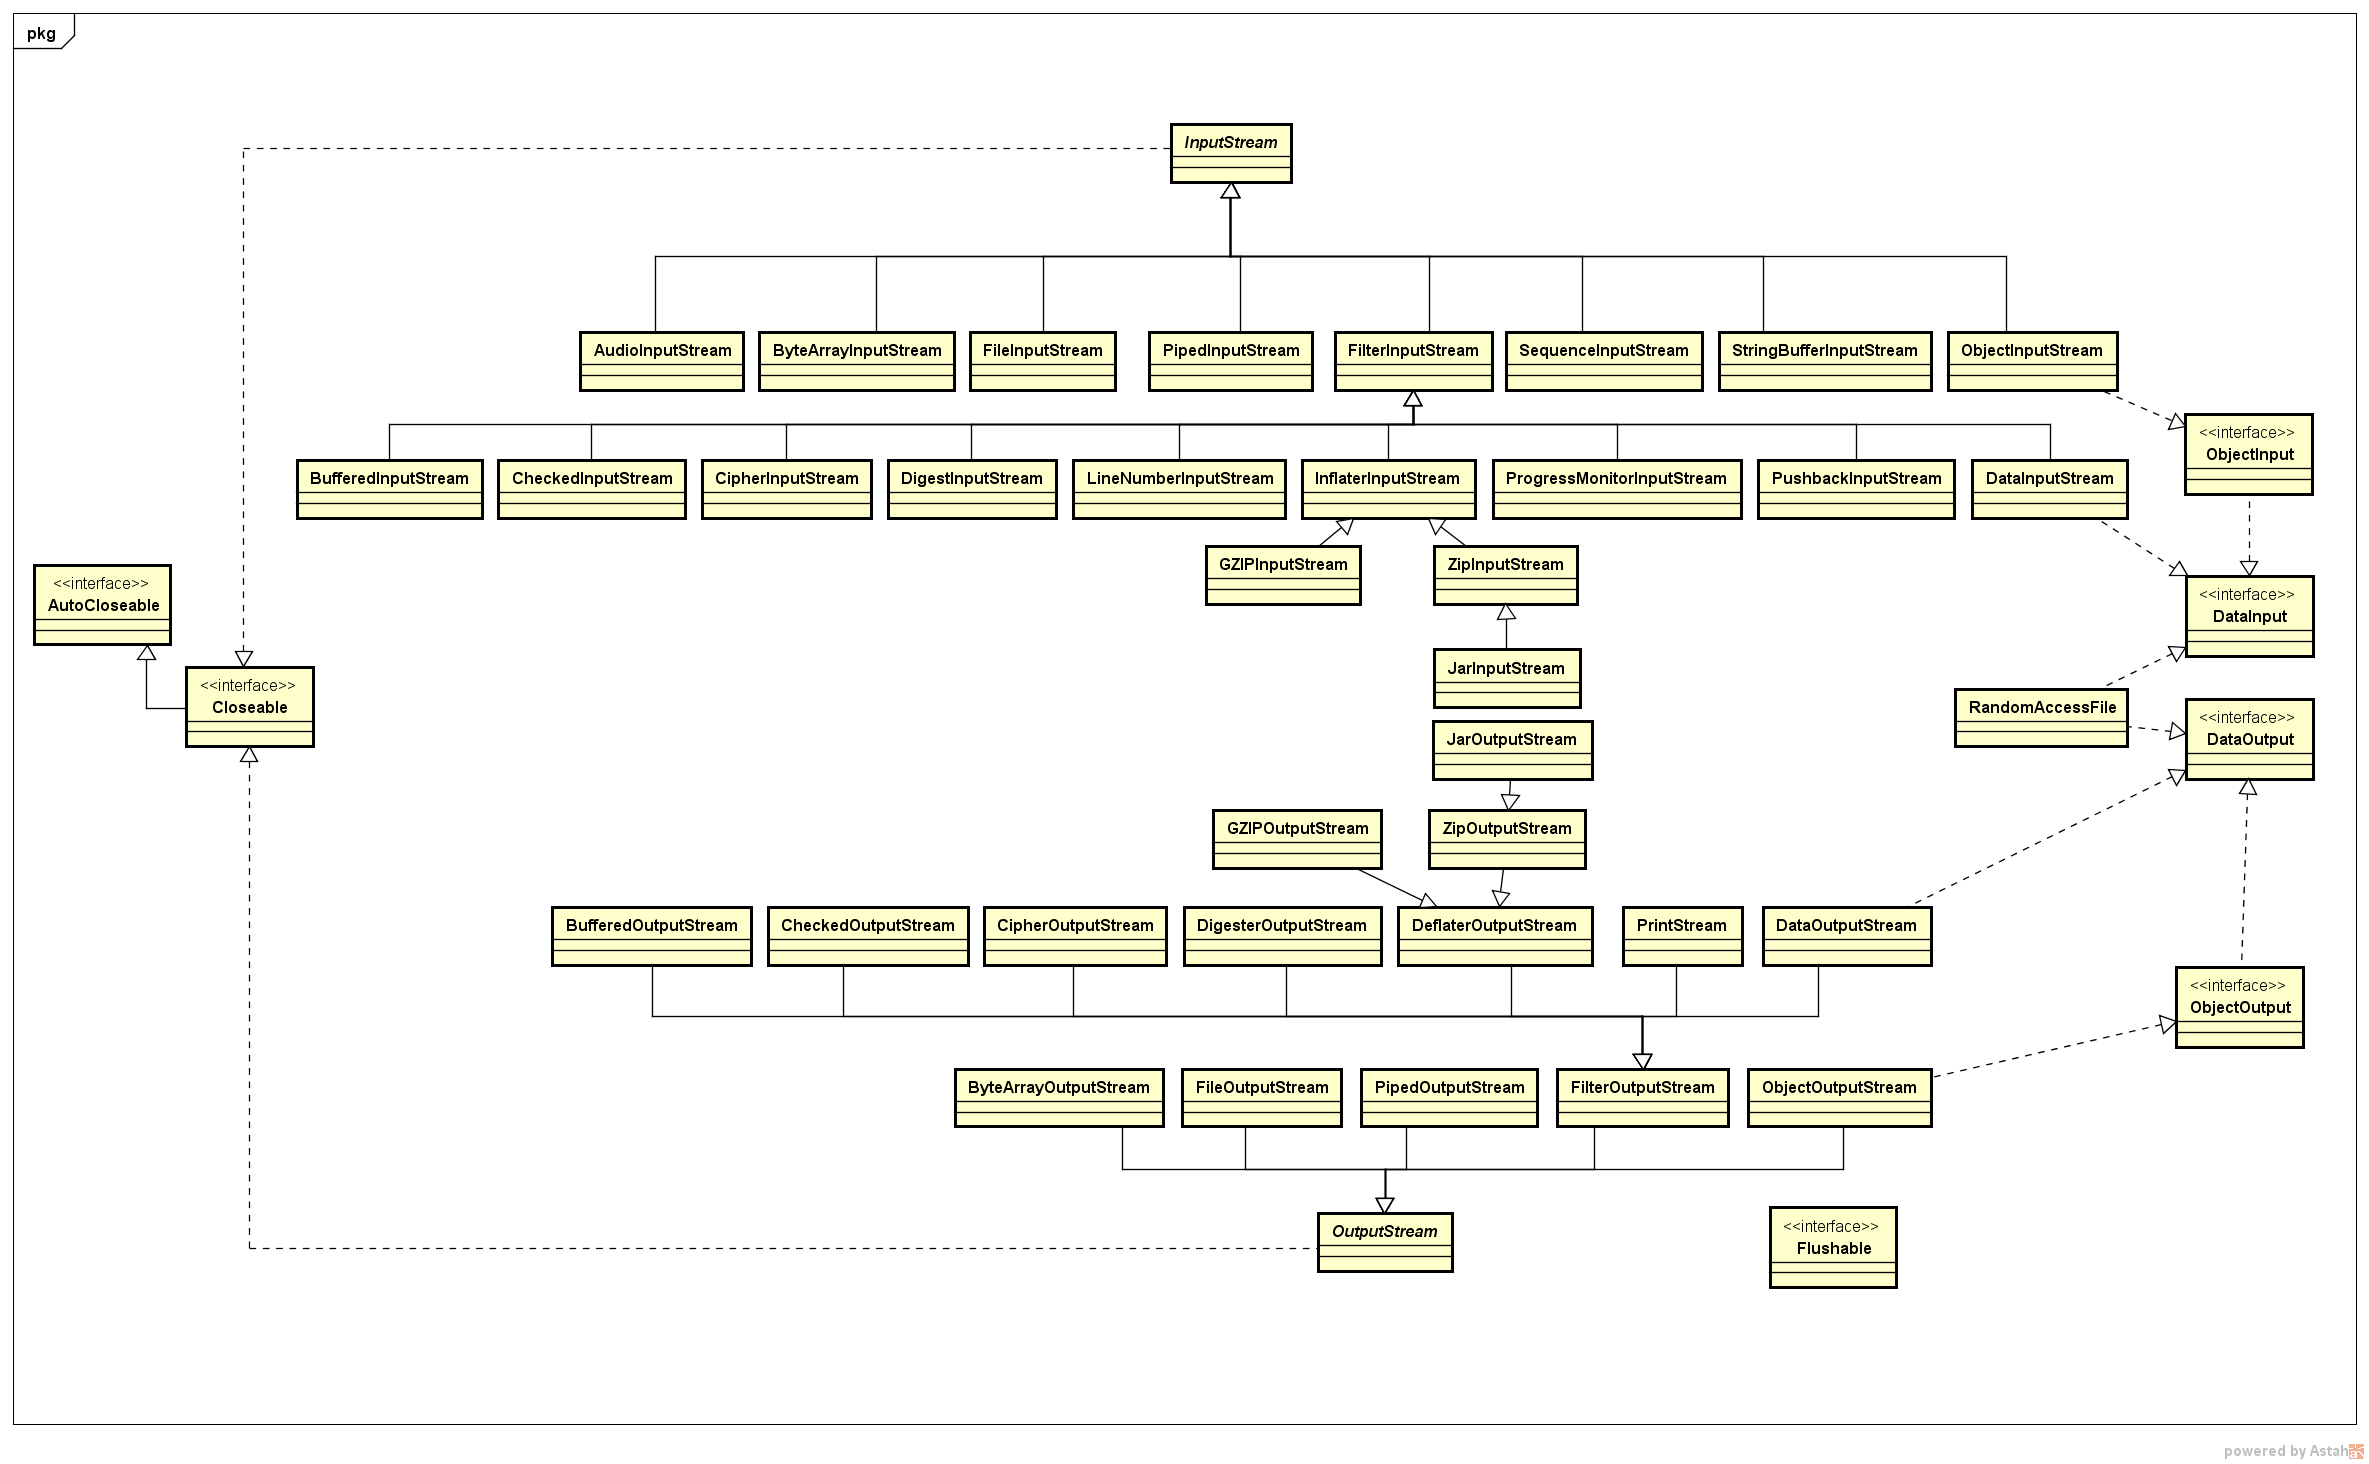 pkg
InputStream
AudioInputStream
ByteArrayInputStream
FileInputStream
PipedInputStream
FilterInputStream
SequenceInputStream
StringBufferInputStream
ObjectInputStream
<<interface>>
ObjectInput
BufferedInputStream
CheckedInputStream
CipherInputStream
DigestInputStream
LineNumberInputStream
InflaterInputStream
ProgressMonitorInputStream
PushbackInputStream
DataInputStream
GZIPInputStream
ZipInputStream
<<interface>>
AutoCloseable
<<interface>>
DataInput
JarInputStream
<<interface>>
Closeable
RandomAccessFile
<<interface>>
DataOutput
JarOutputStream
GZIPOutputStream
ZipOutputStream
BufferedOutputStream
CheckedOutputStream
CipherOutputStream
DigesterOutputStream
DeflaterOutputStream
PrintStream
DataOutputStream
<<interface>>
ObjectOutput
ByteArrayOutputStream
FileOutputStream
PipedOutputStream
FilterOutputStream
ObjectOutputStream
OutputStream
<<interface>>
Flushable
powered by Astah